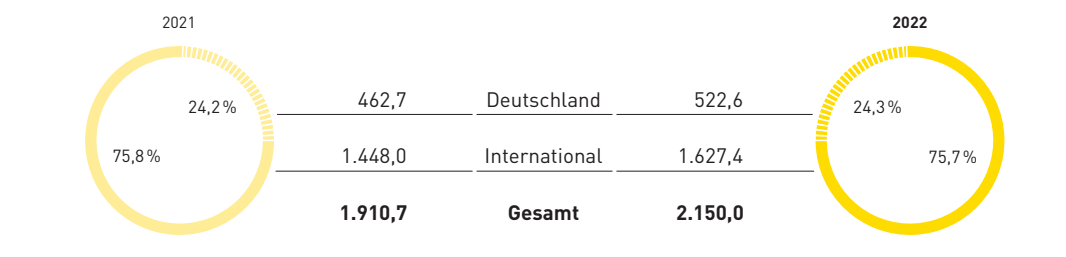 2021
2022
24,2 %
462,7 Deutschland 522,6
24,3 %
75,8 %
1.448,0 International 1.627,4
75,7 %
1.910,7 Gesamt 2.150,0